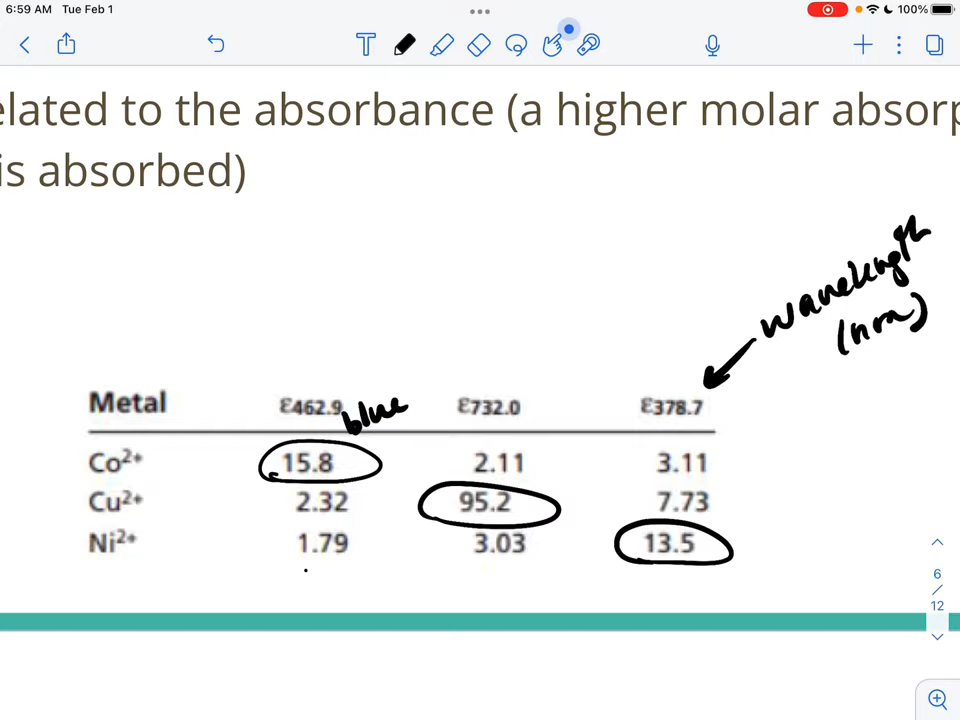 6:59 AM Tue Feb 1
100%
elated to the absorbance (a higher molar absorp
is absorbed)
wavelength
(nm)
Metal ε462.9 blue ε732.0 ε378.7
Co2+ 15.8 2.11 3.11
Cu2+ 2.32 95.2 7.73
Ni2+ 1.79 3.03 13.5
6
/
12